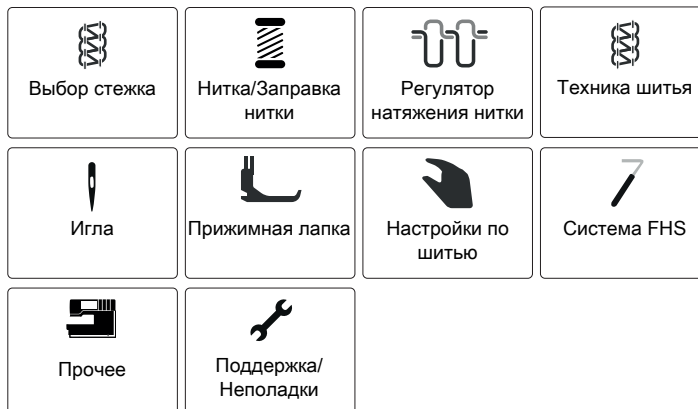 Выбор стежка
Нитка/Заправка
нитки
Регулятор
натяжения нитки
Техника шитья
Игла
Прижимная лапка
Настройки по
шитью
Система FHS
Прочее
Поддержка/
Неполадки